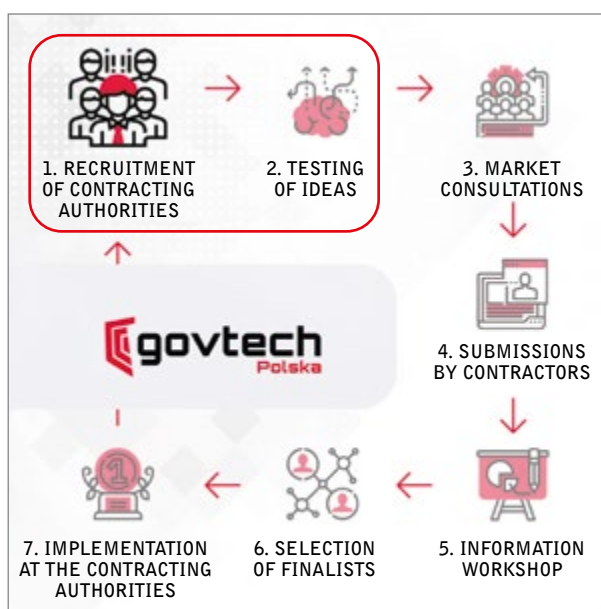 1. RECRUITMENT
OF CONTRACTING
AUTHORITIES
2. TESTING
OF IDEAS
3. MARKET
CONSULTATIONS
4. SUBMISSIONS
BY CONTRACTORS
govtech
Polska
7. IMPLEMENTATION
AT THE CONTRACTING
AUTHORITIES
6. SELECTION
OF FINALISTS
5. INFORMATION
WORKSHOP
1